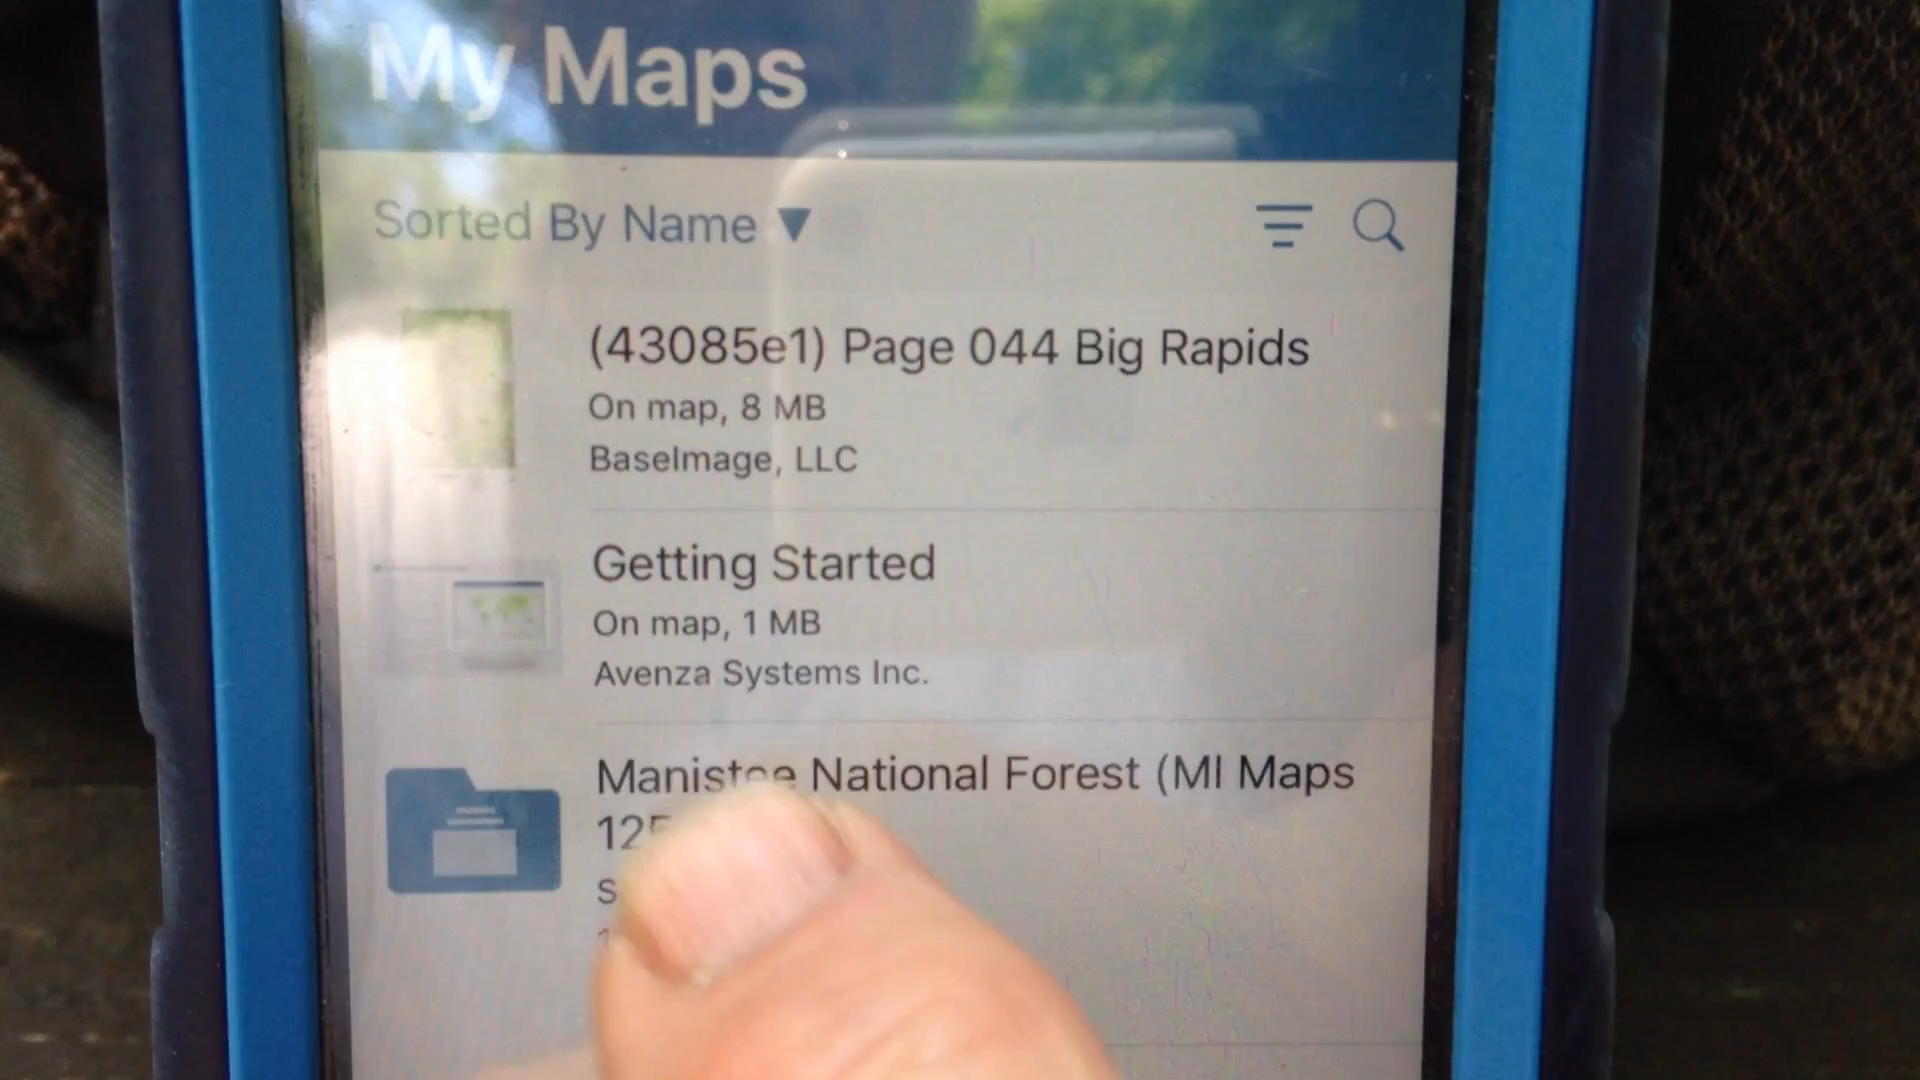 My Maps
Sorted By Name ▼
(43085e1) Page 044 Big Rapids
On map, 8 MB
BaseImage, LLC
Getting Started
On map, 1 MB
Avenza Systems Inc.
Manistee National Forest (MI Maps